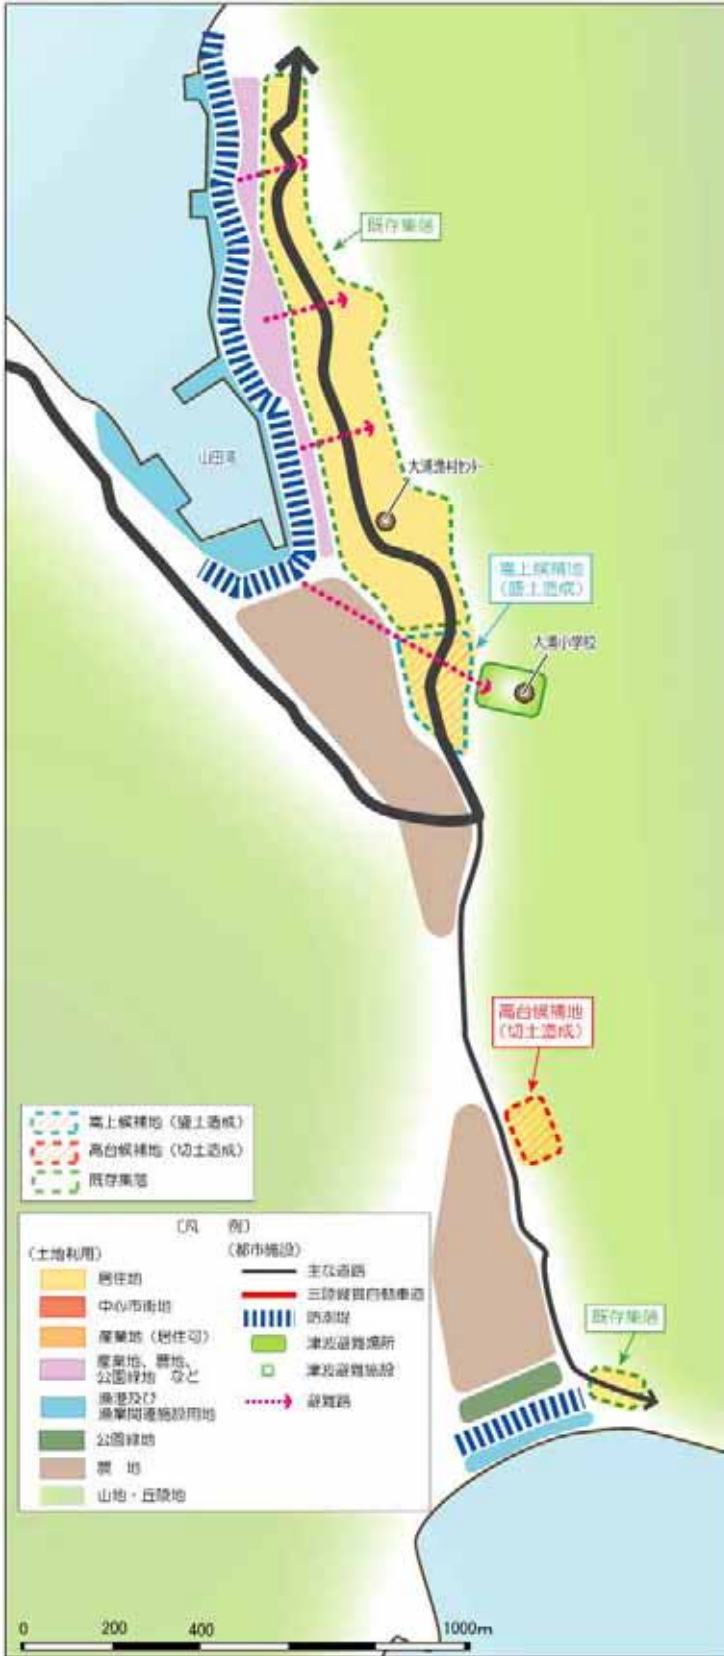 既存集落
山田湾
大浦漁村センター
嵩上候補地
(盛土造成)
大浦小学校
高台候補地
(切土造成)
嵩上候補地(盛土造成)
高台候補地(切土造成)
既存集落
(凡 例)
(土地利用)
居住地
中心市街地
産業地(居住可)
産業地、農地、
公園緑地 など
漁港及び
漁業関連施設用地
公園緑地
農 地
山地・丘陵地
(都市施設)
主な道路
三陸縦貫自動車道
防潮堤
津波避難場所
津波避難施設
避難路
既存集落
0 200 400 1000m